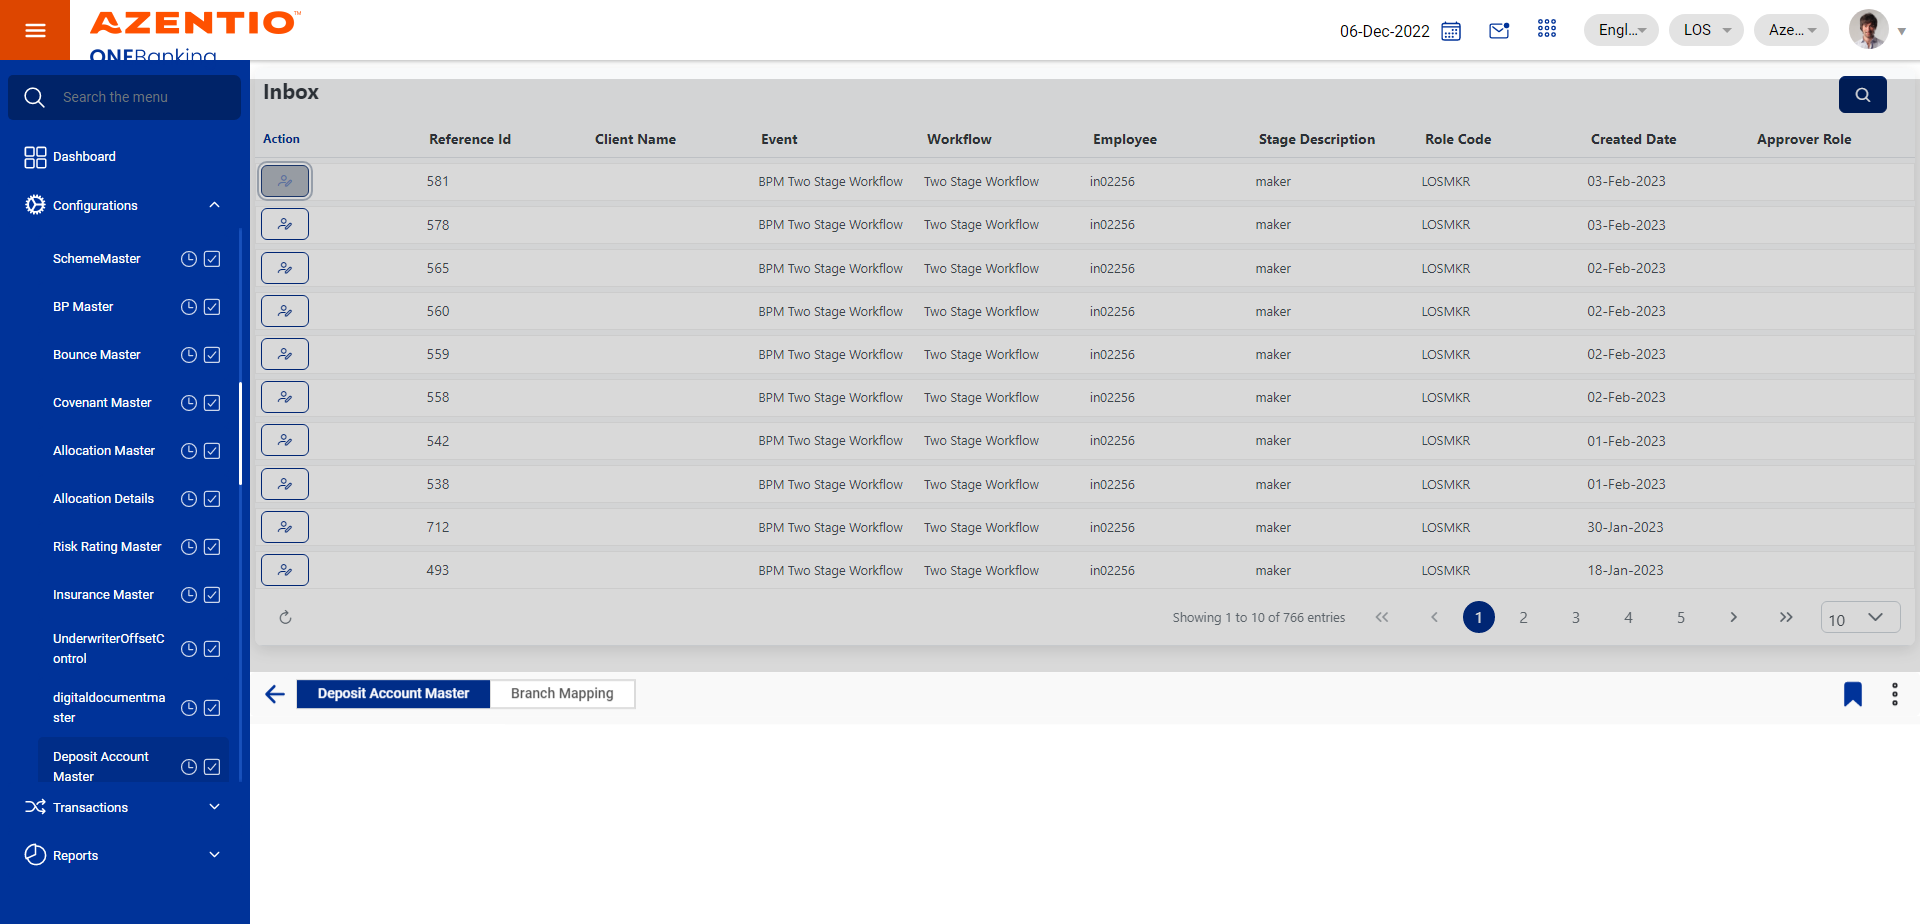 AZENTIO™
ONEBanking
06-Dec-2022
Engl...
LOS
Aze...
Search the menu
Dashboard
Configurations
SchemeMaster
BP Master
Bounce Master
Covenant Master
Allocation Master
Allocation Details
Risk Rating Master
Insurance Master
UnderwriterOffsetC
ontrol
digitaldocumentma
ster
Deposit Account
Master
Transactions
Reports
Inbox
Action Reference Id Client Name Event Workflow Employee Stage Description Role Code Created Date Approver Role
581 BPM Two Stage Workflow Two Stage Workflow in02256 maker LOSMKR 03-Feb-2023
578 BPM Two Stage Workflow Two Stage Workflow in02256 maker LOSMKR 03-Feb-2023
565 BPM Two Stage Workflow Two Stage Workflow in02256 maker LOSMKR 02-Feb-2023
560 BPM Two Stage Workflow Two Stage Workflow in02256 maker LOSMKR 02-Feb-2023
559 BPM Two Stage Workflow Two Stage Workflow in02256 maker LOSMKR 02-Feb-2023
558 BPM Two Stage Workflow Two Stage Workflow in02256 maker LOSMKR 02-Feb-2023
542 BPM Two Stage Workflow Two Stage Workflow in02256 maker LOSMKR 01-Feb-2023
538 BPM Two Stage Workflow Two Stage Workflow in02256 maker LOSMKR 01-Feb-2023
712 BPM Two Stage Workflow Two Stage Workflow in02256 maker LOSMKR 30-Jan-2023
493 BPM Two Stage Workflow Two Stage Workflow in02256 maker LOSMKR 18-Jan-2023
Showing 1 to 10 of 766 entries 1 2 3 4 5 10
Deposit Account Master Branch Mapping